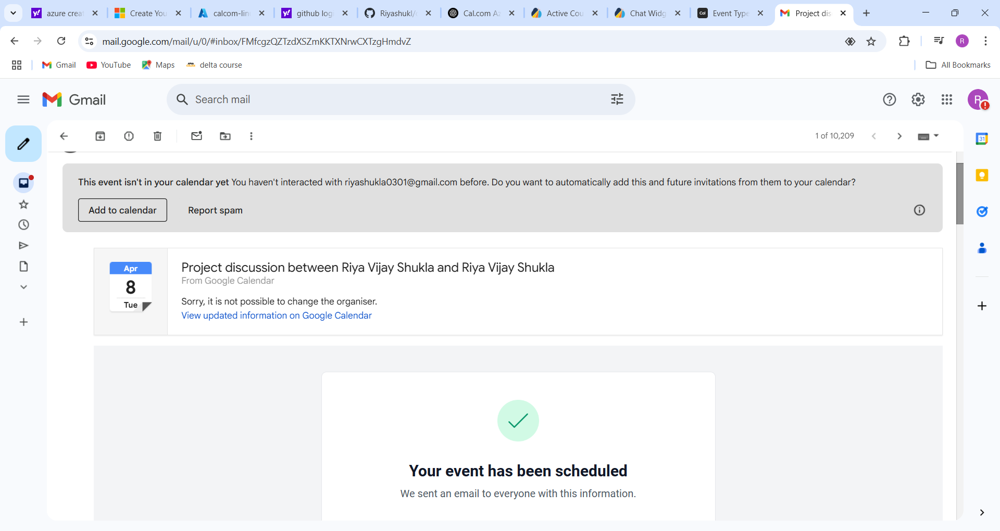 azure creat
Create You
calcom-lin
github logi
Riyashukl/c
Cal.com Az
Active Cou
Chat Widg
Cal
Event Type
Project dis
mail.google.com/mail/u/0/#inbox/FMfcgzQZTzdXSZmKKTXNrwCXTzgHmdvZ
R
Gmail
YouTube
Maps
delta course
All Bookmarks
Gmail
Search mail
R
1 of 10,209
31
This event isn't in your calendar yet You haven't interacted with riyashukla0301@gmail.com before. Do you want to automatically add this and future invitations from them to your calendar?
Add to calendar
Report spam
Apr
8
Tue
Project discussion between Riya Vijay Shukla and Riya Vijay Shukla
From Google Calendar
Sorry, it is not possible to change the organiser.
View updated information on Google Calendar
Your event has been scheduled
We sent an email to everyone with this information.